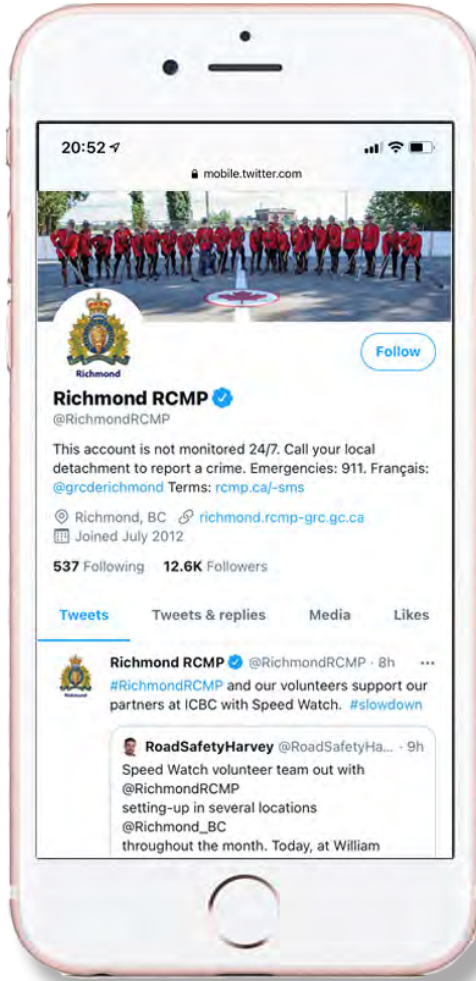 20:52
mobile.twitter.com
Richmond
Follow
Richmond RCMP
@RichmondRCMP
This account is not monitored 24/7. Call your local
detachment to report a crime. Emergencies: 911. Français:
@grcderichmond Terms: rcmp.ca/-sms
Richmond, BC richmond.rcmp-grc.gc.ca
Joined July 2012
537 Following 12.6K Followers
Tweets Tweets & replies Media Likes
Richmond RCMP @RichmondRCMP · 8h ...
#RichmondRCMP and our volunteers support our
partners at ICBC with Speed Watch. #slowdown
RoadSafetyHarvey @RoadSafetyHa... · 9h
Speed Watch volunteer team out with
@RichmondRCMP
setting-up in several locations
@Richmond_BC
throughout the month. Today, at William